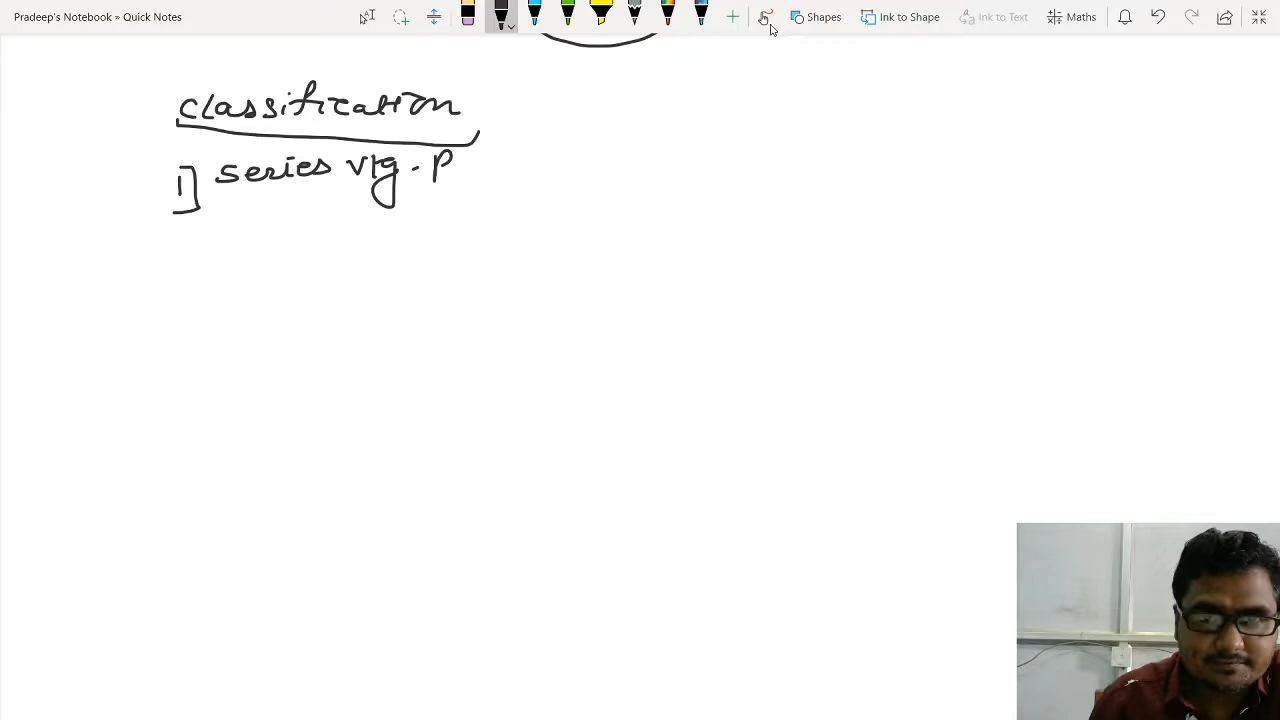 Pradeep's Notebook » Quick Notes
Shapes
Ink to Shape
Ink to Text
Maths
classification
1] series vtg. P